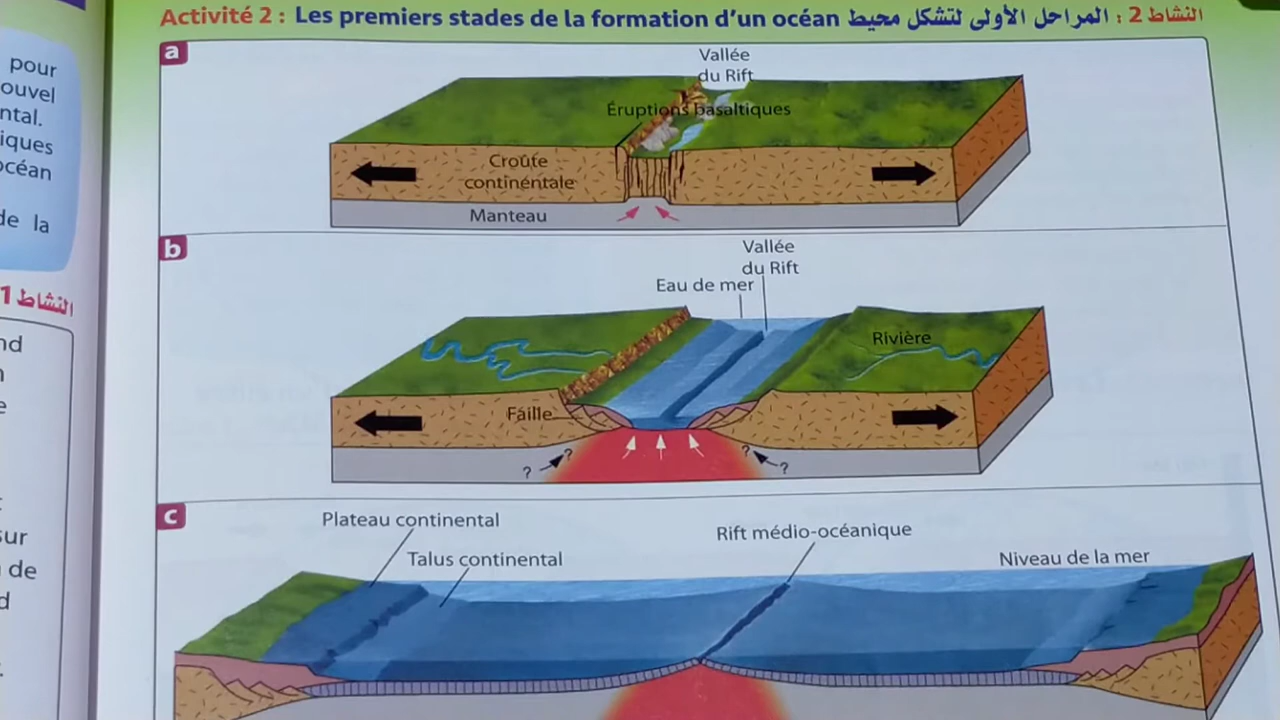 Activité 2 : Les premiers stades de la formation d'un océan النشاط 2 : المراحل الأولى لتشكل محيط
pour
ouvel
ntal.
iques
océan
de la
النشاط 1
nd
n
e
sur
de
d
a
Vallée
du Rift
Éruptions basaltiques
Croûte
continentale
Manteau
b
Vallée
du Rift
Eau de mer
Rivière
Faille
?
?
?
?
c
Plateau continental
Talus continental
Rift médio-océanique
Niveau de la mer